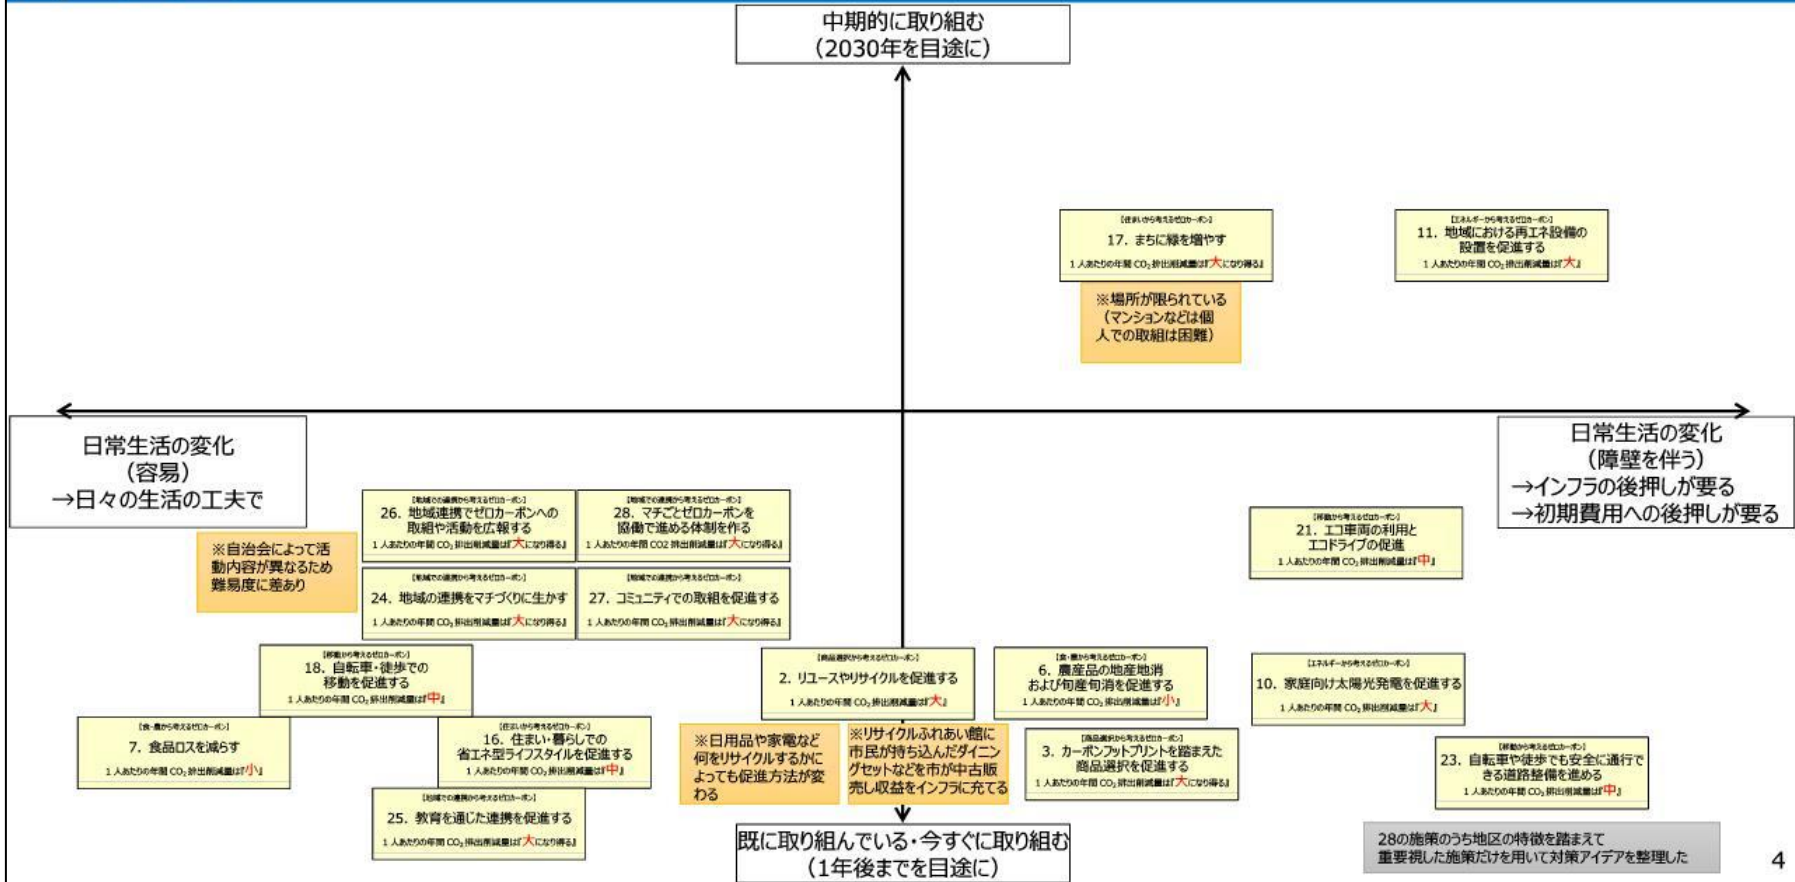 中期的に取り組む
（2030年を目途に）
【住まいから考えるゼロカーボン】
17．まちに緑を増やす
1人あたりの年間CO₂排出削減量は『大になり得る』
※場所が限られている
（マンションなどは個
人での取組は困難）
【エネルギーから考えるゼロカーボン】
11．地域における再エネ設備の
設置を促進する
1人あたりの年間CO₂排出削減量は『大』
日常生活の変化
（容易）
→日々の生活の工夫で
日常生活の変化
（障壁を伴う）
→インフラの後押しが要る
→初期費用への後押しが要る
【地域での連携から考えるゼロカーボン】
26．地域連携でゼロカーボンへの
取組や活動を広報する
1人あたりの年間CO₂排出削減量は『大になり得る』
【地域での連携から考えるゼロカーボン】
28．マチごとゼロカーボンを
協働で進める体制を作る
1人あたりの年間CO2排出削減量は『大になり得る』
※自治会によって活
動内容が異なるため
難易度に差あり
【地域での連携から考えるゼロカーボン】
24．地域の連携をマチづくりに生かす
1人あたりの年間CO₂排出削減量は『大になり得る』
【地域での連携から考えるゼロカーボン】
27．コミュニティでの取組を促進する
1人あたりの年間CO₂排出削減量は『大になり得る』
【移動から考えるゼロカーボン】
21．エコ車両の利用と
エコドライブの促進
1人あたりの年間CO₂排出削減量は『中』
【移動から考えるゼロカーボン】
18．自転車・徒歩での
移動を促進する
1人あたりの年間CO₂排出削減量は『中』
【商品選択から考えるゼロカーボン】
2．リユースやリサイクルを促進する
1人あたりの年間CO₂排出削減量は『大』
【食・農から考えるゼロカーボン】
6．農産品の地産地消
および旬産旬消を促進する
1人あたりの年間CO₂排出削減量は『小』
【エネルギーから考えるゼロカーボン】
10．家庭向け太陽光発電を促進する
1人あたりの年間CO₂排出削減量は『大』
【食・農から考えるゼロカーボン】
7．食品ロスを減らす
1人あたりの年間CO₂排出削減量は『小』
【住まいから考えるゼロカーボン】
16．住まい・暮らしでの
省エネ型ライフスタイルを促進する
1人あたりの年間CO₂排出削減量は『中』
※日用品や家電など
何をリサイクルするかに
よっても促進方法が変
わる
※リサイクルふれあい館に
市民が持ち込んだダイニン
グセットなどを市が中古販
売し収益をインフラに充てる
【商品選択から考えるゼロカーボン】
3．カーボンフットプリントを踏まえた
商品選択を促進する
1人あたりの年間CO₂排出削減量は『大になり得る』
【移動から考えるゼロカーボン】
23．自転車や徒歩でも安全に通行で
きる道路整備を進める
1人あたりの年間CO₂排出削減量は『中』
【地域での連携から考えるゼロカーボン】
25．教育を通じた連携を促進する
1人あたりの年間CO₂排出削減量は『大になり得る』
既に取り組んでいる・今すぐに取り組む
（1年後までを目途に）
28の施策のうち地区の特徴を踏まえて
重要視した施策だけを用いて対策アイデアを整理した
4